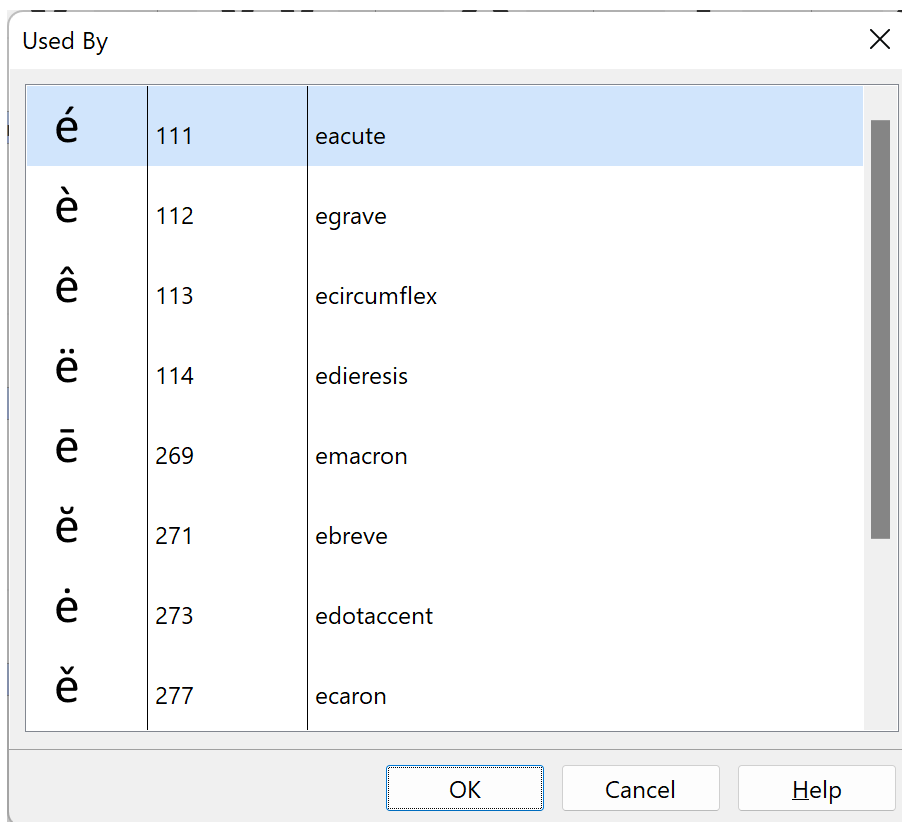 Used By
é 111 eacute
è 112 egrave
ê 113 ecircumflex
ë 114 edieresis
ē 269 emacron
ĕ 271 ebreve
ė 273 edotaccent
ě 277 ecaron
OK Cancel Help